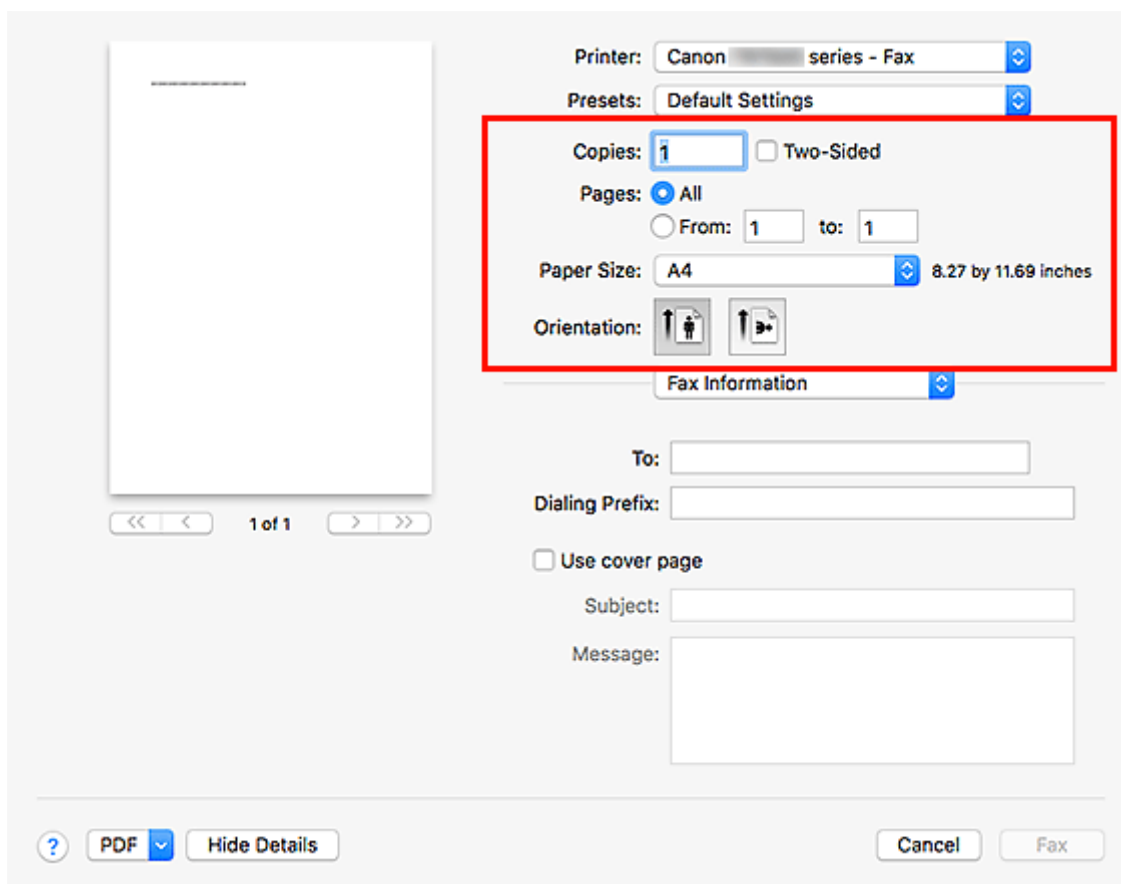 Printer: Canon series - Fax
Presets: Default Settings
Copies: 1 Two-Sided
Pages: All
From: 1 to: 1
Paper Size: A4 8.27 by 11.69 inches
Orientation:
Fax Information
To:
Dialing Prefix:
1 of 1
Use cover page
Subject:
Message:
? PDF Hide Details Cancel Fax